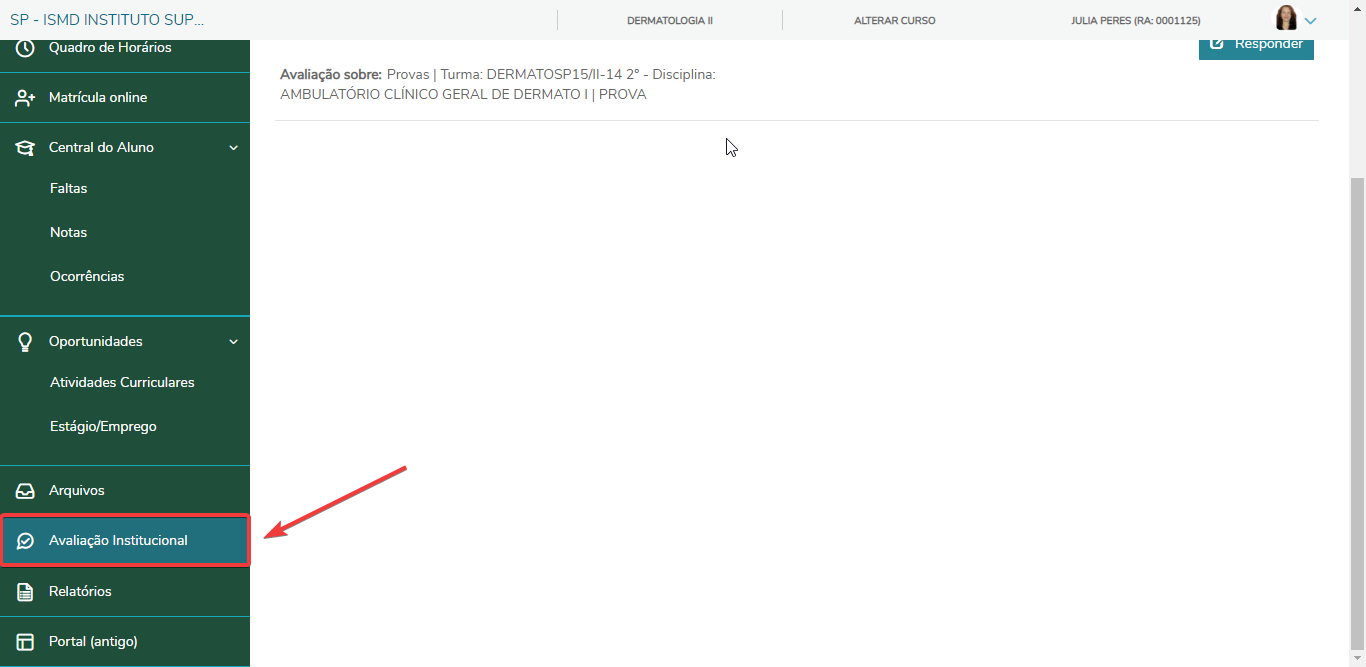 SP - ISMD INSTITUTO SUP...
DERMATOLOGIA II
ALTERAR CURSO
JULIA PERES (RA: 0001125)
Quadro de Horários
Matrícula online
Central do Aluno
Faltas
Notas
Ocorrências
Oportunidades
Atividades Curriculares
Estágio/Emprego
Arquivos
Avaliação Institucional
Relatórios
Portal (antigo)
Responder
Avaliação sobre: Provas | Turma: DERMATOSP15/II-14 2° - Disciplina:
AMBULATÓRIO CLÍNICO GERAL DE DERMATO I | PROVA